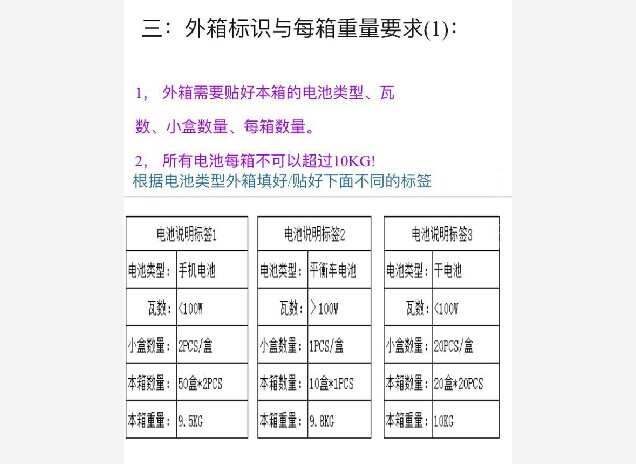 三：外箱标识与每箱重量要求(1)：
1， 外箱需要贴好本箱的电池类型、瓦
数、小盒数量、每箱数量。
2， 所有电池每箱不可以超过10KG!
根据电池类型外箱填好/贴好下面不同的标签
电池说明标签1
电池类型：手机电池
瓦数：<100W
小盒数量：2PCS/盒
本箱数量：50盒*2PCS
本箱重量：9.5KG
电池说明标签2
电池类型：平衡车电池
瓦数：>100W
小盒数量：1PCS/盒
本箱数量：10盒*1PCS
本箱重量：9.8KG
电池说明标签3
电池类型：干电池
瓦数：<100W
小盒数量：20PCS/盒
本箱数量：20盒*20PCS
本箱重量：10KG